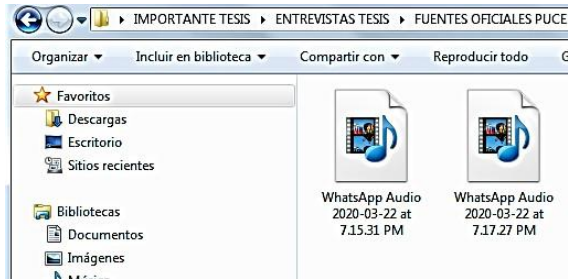 IMPORTANTE TESIS ▸ ENTREVISTAS TESIS ▸ FUENTES OFICIALES PUCE
Organizar Incluir en biblioteca Compartir con Reproducir todo
Favoritos
Descargas
Escritorio
Sitios recientes
Bibliotecas
Documentos
Imágenes
WhatsApp Audio
2020-03-22 at
7.15.31 PM
WhatsApp Audio
2020-03-22 at
7.17.27 PM